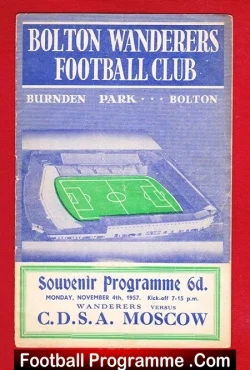 BOLTON WANDERERS
FOOTBALL CLUB
BURNDEN PARK · · · BOLTON
Souvenir Programme 6d.
MONDAY, NOVEMBER 4th, 1957. Kick-off 7-15 p.m.
WANDERERS VERSUS
C.D.S.A. MOSCOW
Football Programme .Com